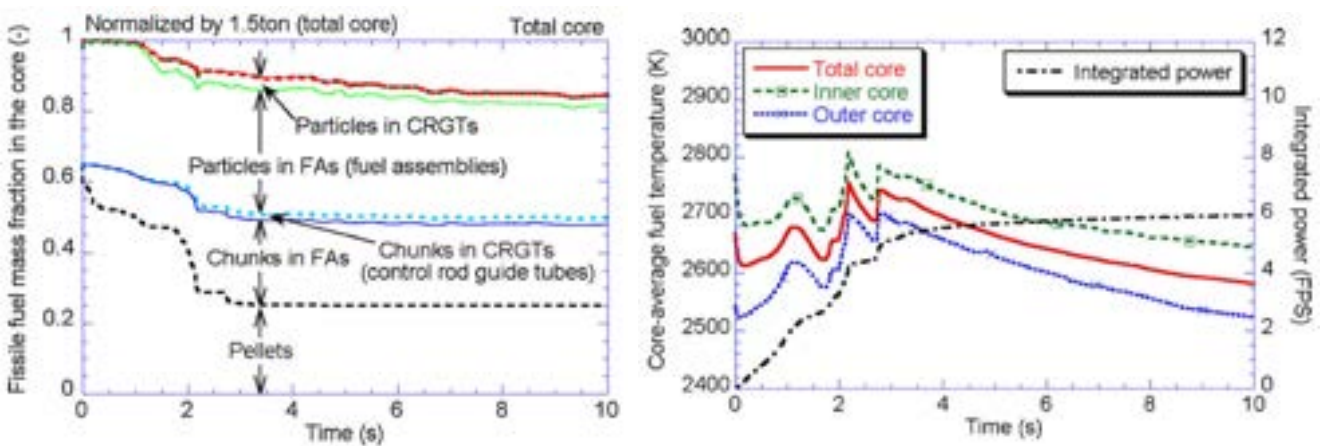 Normalized by 1.5ton (total core)
Total core
Fissile fuel mass fraction in the core (-)
1
0.8
0.6
0.4
0.2
0
Particles in CRGTs
Particles in FAs (fuel assemblies)
Chunks in CRGTs
(control rod guide tubes)
Chunks in FAs
Pellets
0 2 4 6 8 10
Time (s)
Core-average fuel temperature (K)
3000
2900
2800
2700
2600
2500
2400
Total core
Inner core
Outer core
Integrated power
12
10
8
6
4
2
0
Integrated power (FPS)
0 2 4 6 8 10
Time (s)